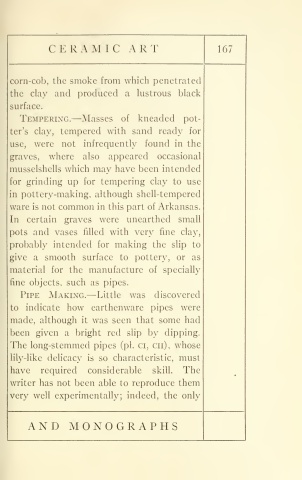 CERAMIC ART 167
corn-cob, the smoke from which penetrated
the clay and produced a lustrous black
surface.
TEMPERING.—Masses of kneaded pot-
ter's clay, tempered with sand ready for
use, were not infrequently found in the
graves, where also appeared occasional
musselshells which may have been intended
for grinding up for tempering clay to use
in pottery-making, although shell-tempered
ware is not common in this part of Arkansas.
In certain graves were unearthed small
pots and vases filled with very fine clay,
probably intended for making the slip to
give a smooth surface to pottery, or as
material for the manufacture of specially
fine objects, such as pipes.
PIPE MAKING.—Little was discovered
to indicate how earthenware pipes were
made, although it was seen that some had
been given a bright red slip by dipping.
The long-stemmed pipes (pl. CI, CII), whose
lily-like delicacy is so characteristic, must
have required considerable skill. The
writer has not been able to reproduce them
very well experimentally; indeed, the only
AND MONOGRAPHS